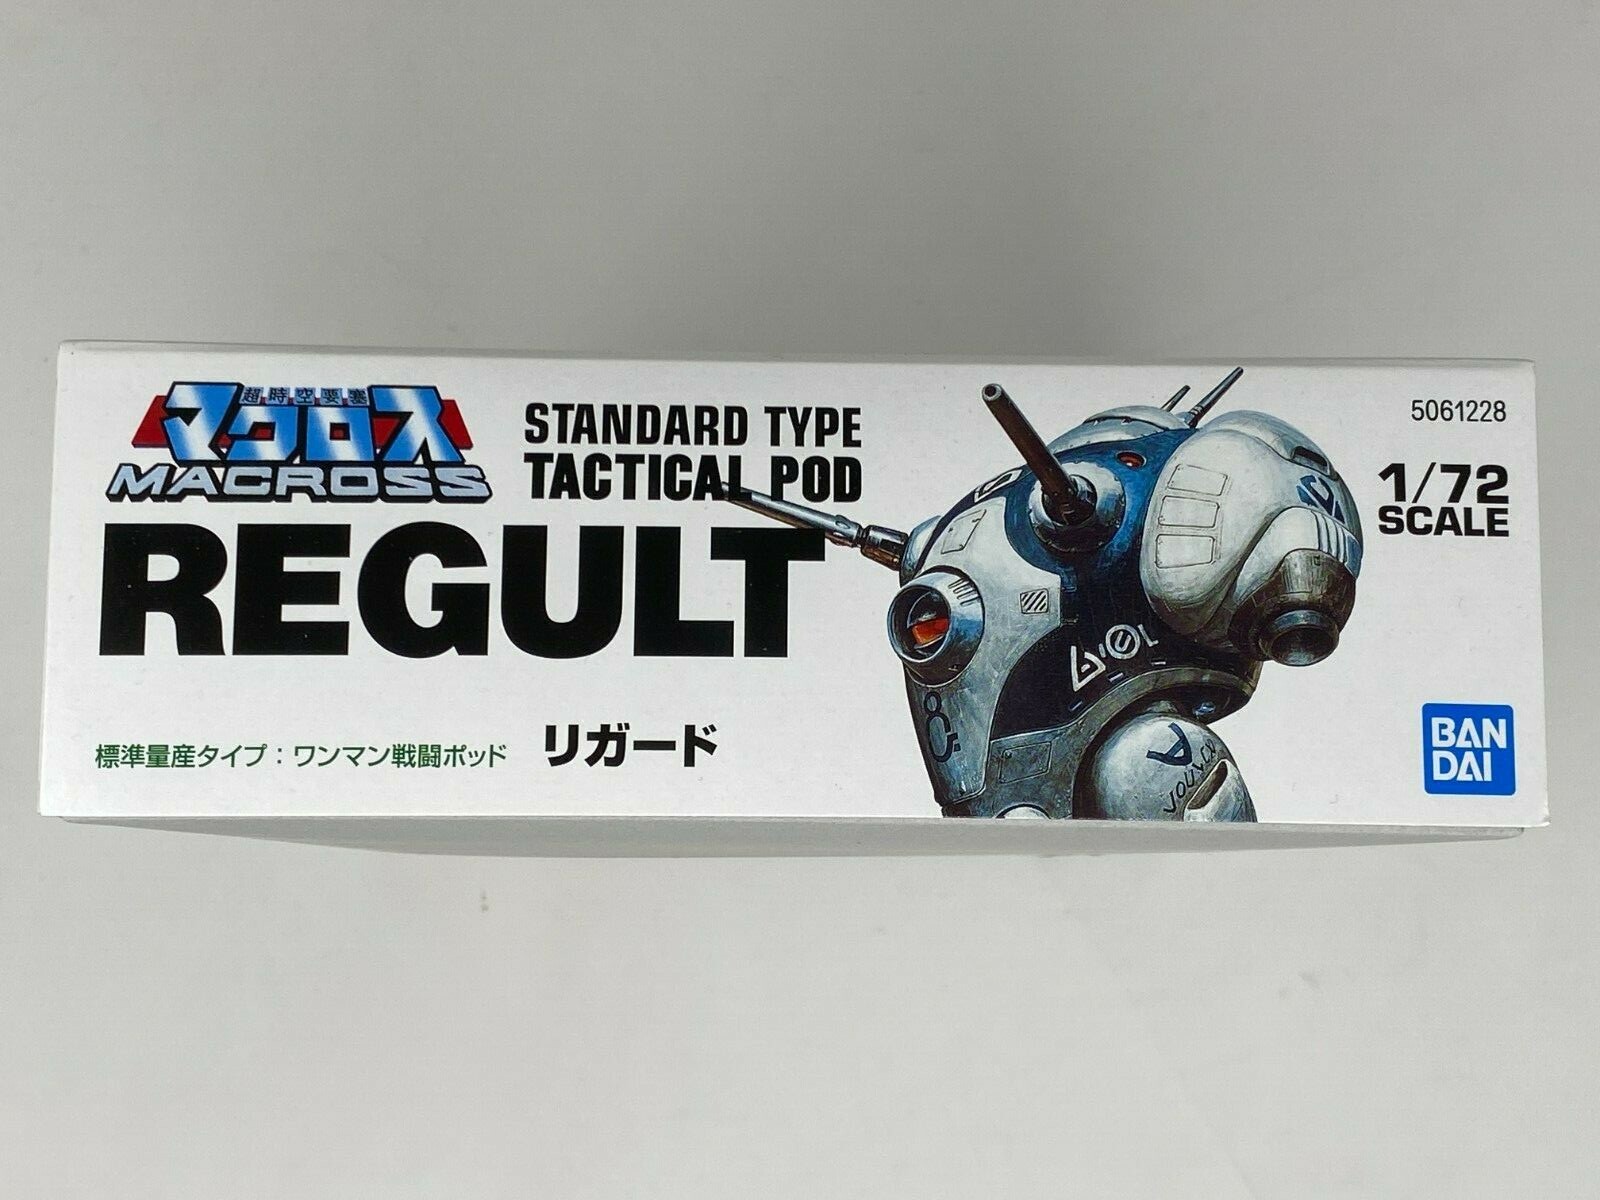 超時空要塞
マクロス
MACROSS
STANDARD TYPE
TACTICAL POD
REGULT
標準量産タイプ：ワンマン戦闘ポッド
リガード
5061228
1/72
SCALE
BAN
DAI